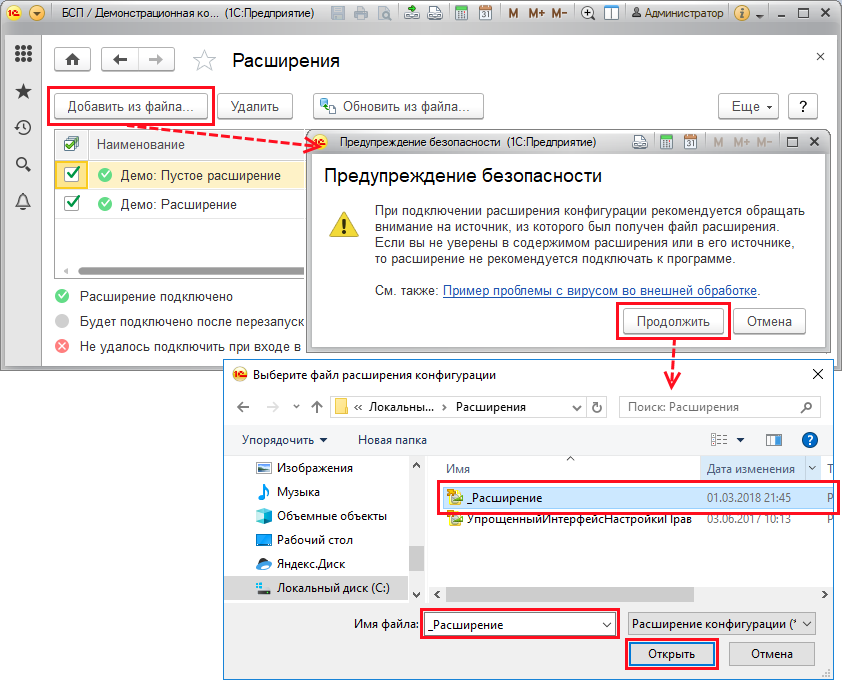 БСП / Демонстрационная ко... (1С:Предприятие)
M M+ M-
Администратор
Расширения
Добавить из файла...
Удалить
Обновить из файла...
Еще
?
Наименование
Демо: Пустое расширение
Демо: Расширение
Расширение подключено
Будет подключено после перезапуск
Не удалось подключить при входе в
Предупреждение безопасности (1С:Предприятие)
M M+ M-
Предупреждение безопасности
При подключении расширения конфигурации рекомендуется обращать
внимание на источник, из которого был получен файл расширения.
Если вы не уверены в содержимом расширения или в его источнике,
то расширение не рекомендуется подключать к программе.
См. также: Пример проблемы с вирусом во внешней обработке.
Продолжить
Отмена
Выберите файл расширения конфигурации
« Локальны... › Расширения
Поиск: Расширения
Упорядочить
Новая папка
?
Изображения
Музыка
Объемные объекты
Рабочий стол
Яндекс.Диск
Локальный диск (C:)
Имя
Дата изменения
Т
_Расширение
01.03.2018 21:45
Р
УпрощенныйИнтерфейсНастройкиПрав
03.06.2017 10:13
Р
Имя файла:
_Расширение
Расширение конфигурации (*
Открыть
Отмена